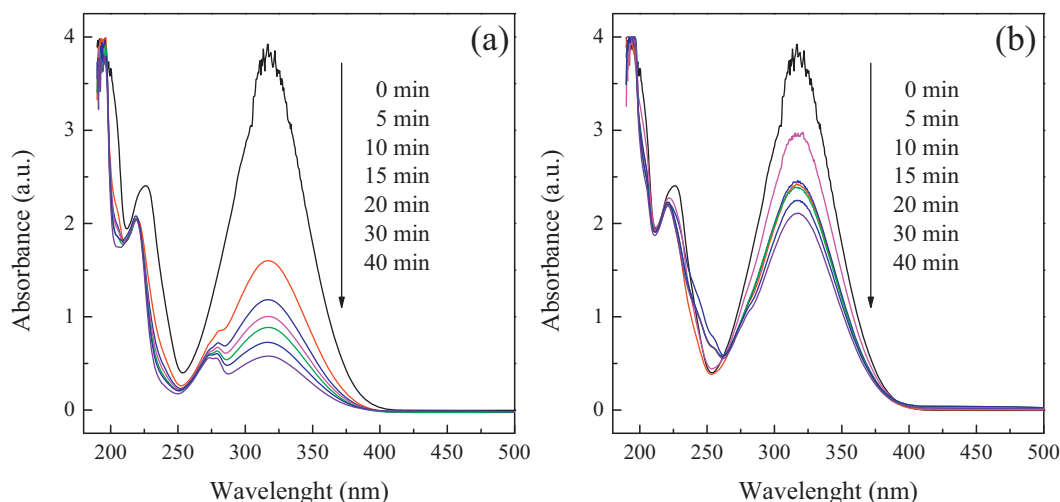 (a)
4
3
2
1
0
Absorbance (a.u.)
0 min
5 min
10 min
15 min
20 min
30 min
40 min
200 250 300 350 400 450 500
Wavelenght (nm)
(b)
4
3
2
1
0
Absorbance (a.u.)
0 min
5 min
10 min
15 min
20 min
30 min
40 min
200 250 300 350 400 450 500
Wavelenght (nm)